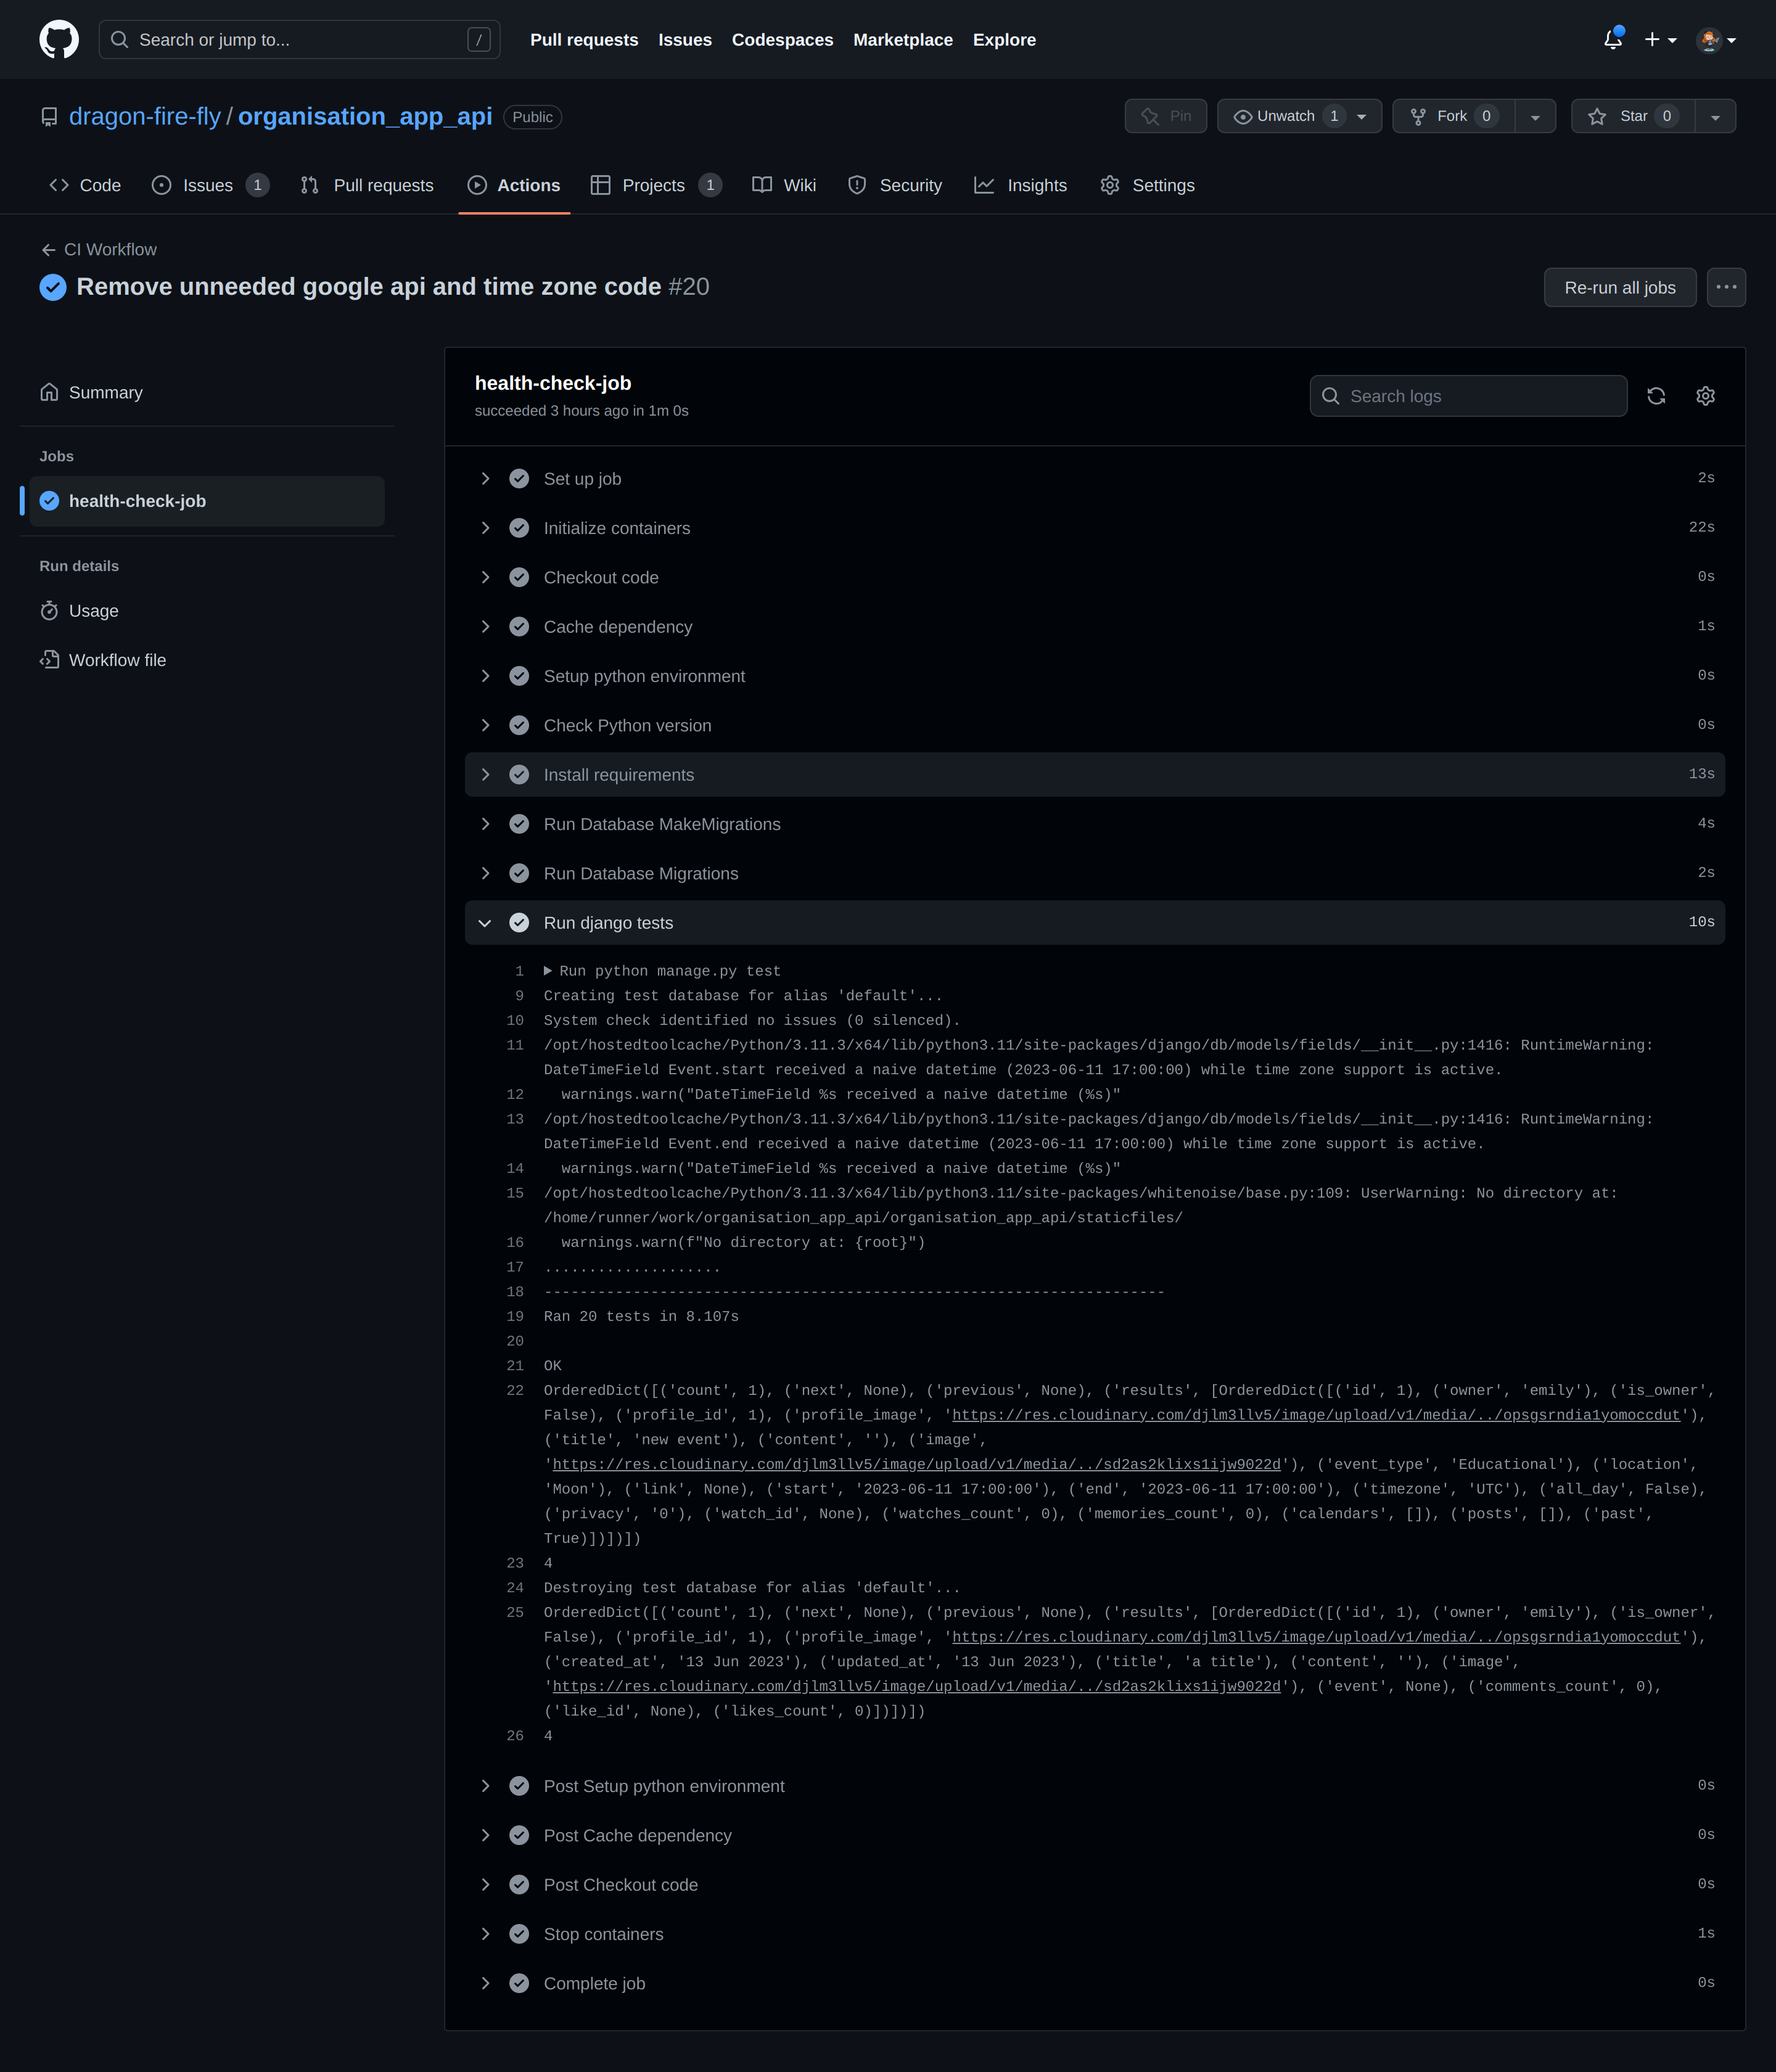 Search or jump to... /
Pull requests Issues Codespaces Marketplace Explore
dragon-fire-fly / organisation_app_api Public
Pin Unwatch 1 Fork 0 Star 0
Code Issues 1 Pull requests Actions Projects 1 Wiki Security Insights Settings
CI Workflow
Remove unneeded google api and time zone code #20
Re-run all jobs
Summary
Jobs
health-check-job
Run details
Usage
Workflow file
health-check-job
succeeded 3 hours ago in 1m 0s
Search logs
Set up job 2s
Initialize containers 22s
Checkout code 0s
Cache dependency 1s
Setup python environment 0s
Check Python version 0s
Install requirements 13s
Run Database MakeMigrations 4s
Run Database Migrations 2s
Run django tests 10s
1 Run python manage.py test
9 Creating test database for alias 'default'...
10 System check identified no issues (0 silenced).
11 /opt/hostedtoolcache/Python/3.11.3/x64/lib/python3.11/site-packages/django/db/models/fields/__init__.py:1416: RuntimeWarning:
DateTimeField Event.start received a naive datetime (2023-06-11 17:00:00) while time zone support is active.
12 warnings.warn("DateTimeField %s received a naive datetime (%s)"
13 /opt/hostedtoolcache/Python/3.11.3/x64/lib/python3.11/site-packages/django/db/models/fields/__init__.py:1416: RuntimeWarning:
DateTimeField Event.end received a naive datetime (2023-06-11 17:00:00) while time zone support is active.
14 warnings.warn("DateTimeField %s received a naive datetime (%s)"
15 /opt/hostedtoolcache/Python/3.11.3/x64/lib/python3.11/site-packages/whitenoise/base.py:109: UserWarning: No directory at:
/home/runner/work/organisation_app_api/organisation_app_api/staticfiles/
16 warnings.warn(f"No directory at: {root}")
17 ....................
18 ----------------------------------------------------------------------
19 Ran 20 tests in 8.107s
20
21 OK
22 OrderedDict([('count', 1), ('next', None), ('previous', None), ('results', [OrderedDict([('id', 1), ('owner', 'emily'), ('is_owner',
False), ('profile_id', 1), ('profile_image', 'https://res.cloudinary.com/djlm3llv5/image/upload/v1/media/../opsgsrndia1yomoccdut'),
('title', 'new event'), ('content', ''), ('image',
'https://res.cloudinary.com/djlm3llv5/image/upload/v1/media/../sd2as2klixs1ijw9022d'), ('event_type', 'Educational'), ('location',
'Moon'), ('link', None), ('start', '2023-06-11 17:00:00'), ('end', '2023-06-11 17:00:00'), ('timezone', 'UTC'), ('all_day', False),
('privacy', '0'), ('watch_id', None), ('watches_count', 0), ('memories_count', 0), ('calendars', []), ('posts', []), ('past',
True)])])])
23 4
24 Destroying test database for alias 'default'...
25 OrderedDict([('count', 1), ('next', None), ('previous', None), ('results', [OrderedDict([('id', 1), ('owner', 'emily'), ('is_owner',
False), ('profile_id', 1), ('profile_image', 'https://res.cloudinary.com/djlm3llv5/image/upload/v1/media/../opsgsrndia1yomoccdut'),
('created_at', '13 Jun 2023'), ('updated_at', '13 Jun 2023'), ('title', 'a title'), ('content', ''), ('image',
'https://res.cloudinary.com/djlm3llv5/image/upload/v1/media/../sd2as2klixs1ijw9022d'), ('event', None), ('comments_count', 0),
('like_id', None), ('likes_count', 0)])])])
26 4
Post Setup python environment 0s
Post Cache dependency 0s
Post Checkout code 0s
Stop containers 1s
Complete job 0s